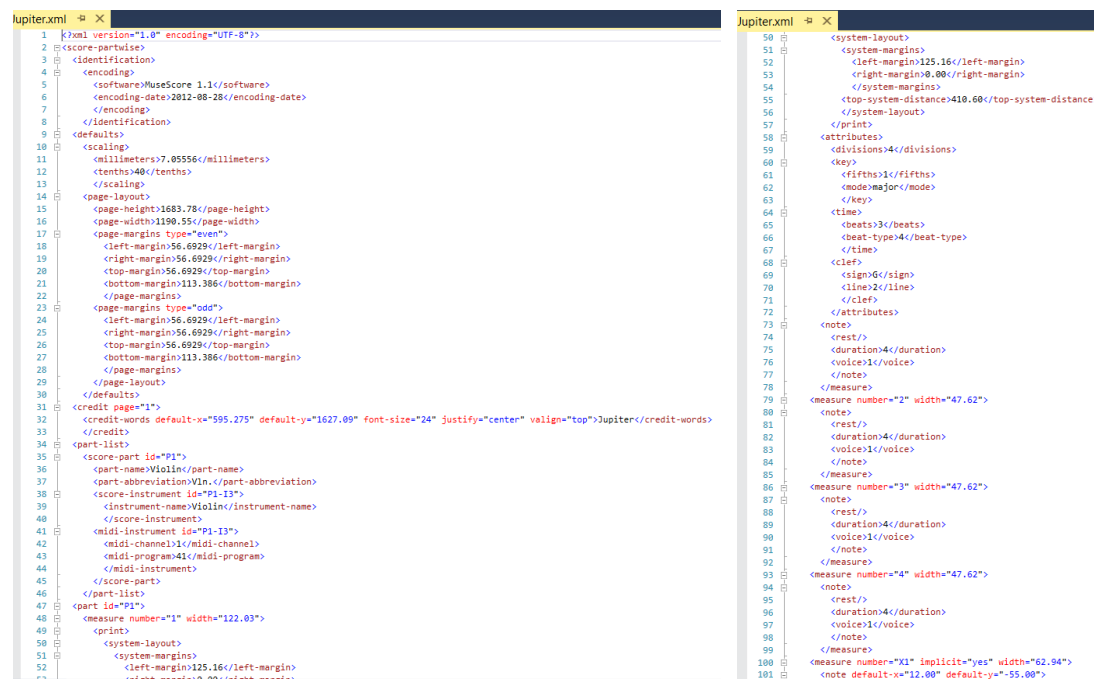 Jupiter.xml
1 <?xml version="1.0" encoding="UTF-8"?>
2 <score-partwise>
3 <identification>
4 <encoding>
5 <software>MuseScore 1.1</software>
6 <encoding-date>2012-08-28</encoding-date>
7 </encoding>
8 </identification>
9 <defaults>
10 <scaling>
11 <millimeters>7.05556</millimeters>
12 <tenths>40</tenths>
13 </scaling>
14 <page-layout>
15 <page-height>1683.78</page-height>
16 <page-width>1190.55</page-width>
17 <page-margins type="even">
18 <left-margin>56.6929</left-margin>
19 <right-margin>56.6929</right-margin>
20 <top-margin>56.6929</top-margin>
21 <bottom-margin>113.386</bottom-margin>
22 </page-margins>
23 <page-margins type="odd">
24 <left-margin>56.6929</left-margin>
25 <right-margin>56.6929</right-margin>
26 <top-margin>56.6929</top-margin>
27 <bottom-margin>113.386</bottom-margin>
28 </page-margins>
29 </page-layout>
30 </defaults>
31 <credit page="1">
32 <credit-words default-x="595.275" default-y="1627.09" font-size="24" justify="center" valign="top">Jupiter</credit-words>
33 </credit>
34 <part-list>
35 <score-part id="P1">
36 <part-name>Violin</part-name>
37 <part-abbreviation>Vln.</part-abbreviation>
38 <score-instrument id="P1-I3">
39 <instrument-name>Violin</instrument-name>
40 </score-instrument>
41 <midi-instrument id="P1-I3">
42 <midi-channel>1</midi-channel>
43 <midi-program>41</midi-program>
44 </midi-instrument>
45 </score-part>
46 </part-list>
47 <part id="P1">
48 <measure number="1" width="122.03">
49 <print>
50 <system-layout>
51 <system-margins>
52 <left-margin>125.16</left-margin>
53 <right-margin>0.00</right-margin>
Jupiter.xml
50 <system-layout>
51 <system-margins>
52 <left-margin>125.16</left-margin>
53 <right-margin>0.00</right-margin>
54 </system-margins>
55 <top-system-distance>410.60</top-system-distance
56 </system-layout>
57 </print>
58 <attributes>
59 <divisions>4</divisions>
60 <key>
61 <fifths>1</fifths>
62 <mode>major</mode>
63 </key>
64 <time>
65 <beats>3</beats>
66 <beat-type>4</beat-type>
67 </time>
68 <clef>
69 <sign>G</sign>
70 <line>2</line>
71 </clef>
72 </attributes>
73 <note>
74 <rest/>
75 <duration>4</duration>
76 <voice>1</voice>
77 </note>
78 </measure>
79 <measure number="2" width="47.62">
80 <note>
81 <rest/>
82 <duration>4</duration>
83 <voice>1</voice>
84 </note>
85 </measure>
86 <measure number="3" width="47.62">
87 <note>
88 <rest/>
89 <duration>4</duration>
90 <voice>1</voice>
91 </note>
92 </measure>
93 <measure number="4" width="47.62">
94 <note>
95 <rest/>
96 <duration>4</duration>
97 <voice>1</voice>
98 </note>
99 </measure>
100 <measure number="X1" implicit="yes" width="62.94">
101 <note default-x="12.00" default-y="-55.00">